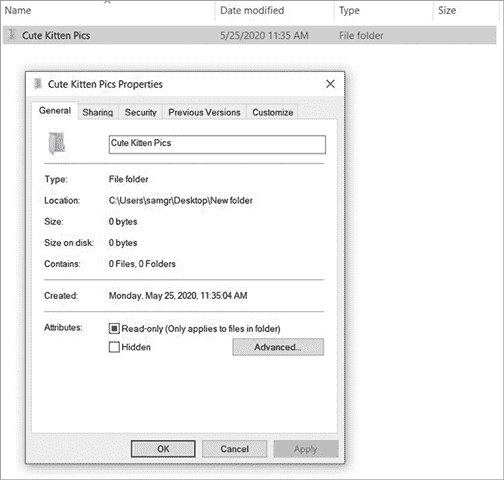 Name Date modified Type Size
Cute Kitten Pics 5/25/2020 11:35 AM File folder
Cute Kitten Pics Properties
General Sharing Security Previous Versions Customize
Cute Kitten Pics
Type: File folder
Location: C:\Users\samgr\Desktop\New folder
Size: 0 bytes
Size on disk: 0 bytes
Contains: 0 Files, 0 Folders
Created: Monday, May 25, 2020, 11:35:04 AM
Attributes: Read-only (Only applies to files in folder)
Hidden Advanced...
OK Cancel Apply